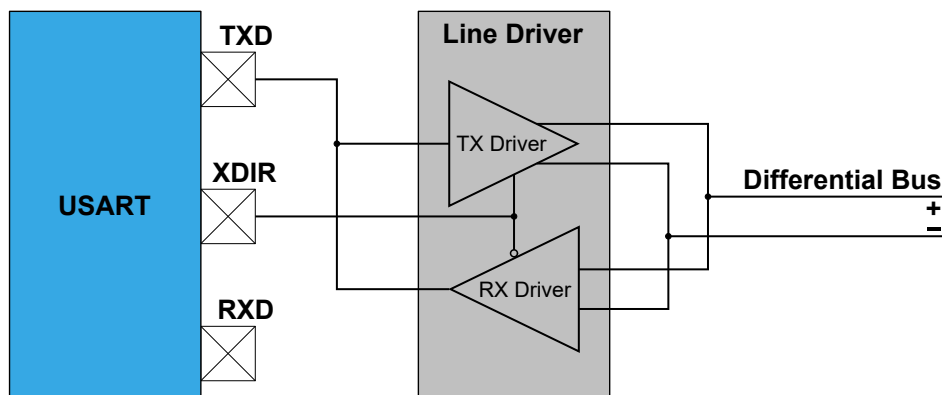 TXD
Line Driver
TX Driver
XDIR
USART
Differential Bus
+
−
RX Driver
RXD